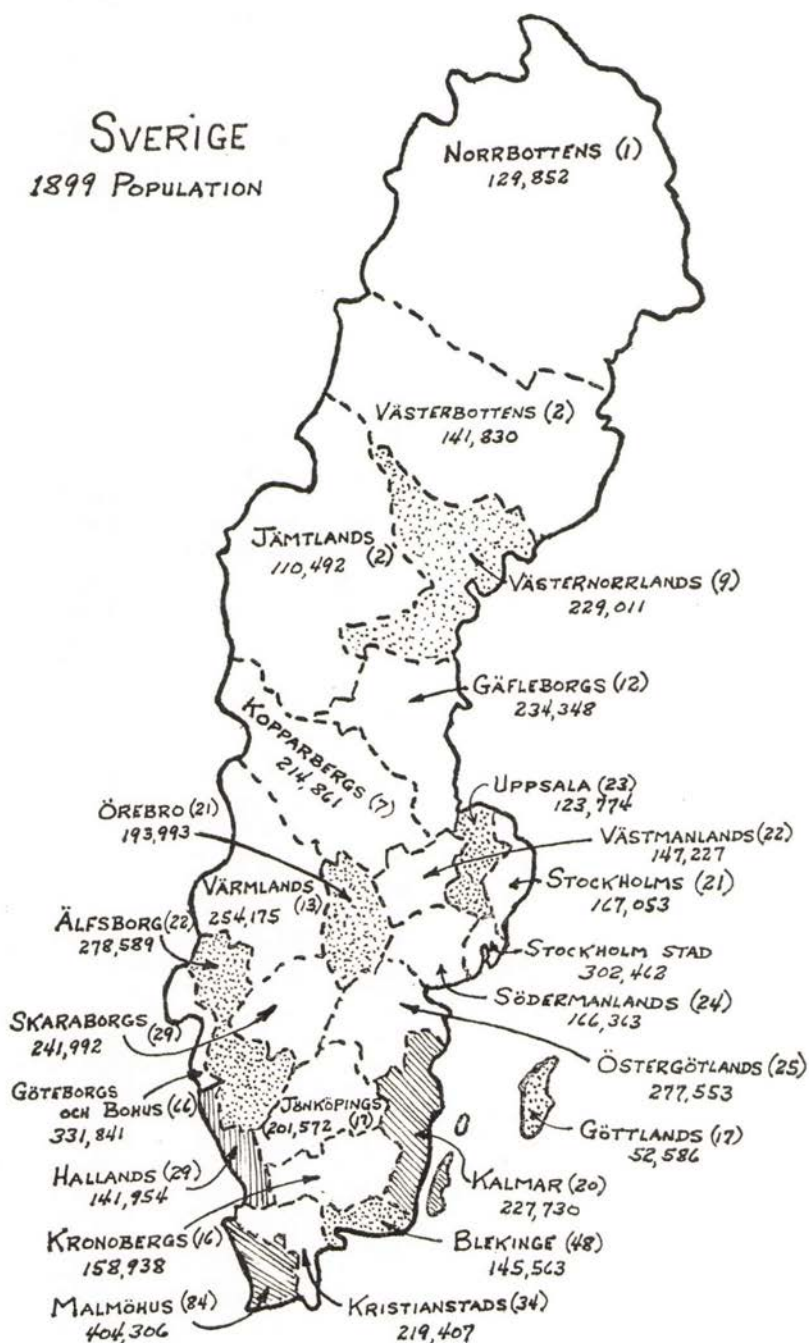 SVERIGE
1899 POPULATION
NORRBOTTENS (1)
129,852
VÄSTERBOTTENS (2)
141,830
JÄMTLANDS
110,492 (2)
VÄSTERNORRLANDS (9)
229,011
GÄFLEBORGS (12)
234,348
KOPPARBERGS
214,861 (7)
UPPSALA (23)
123,774
ÖREBRO (21)
193,993
VÄSTMANLANDS (22)
147,227
VÄRMLANDS
254,175 (13)
STOCKHOLMS (21)
167,053
ÄLFSBORG (22)
278,589
STOCKHOLM STAD
302,462
SÖDERMANLANDS (24)
166,363
SKARABORGS (29)
241,992
ÖSTERGÖTLANDS (25)
277,553
GÖTEBORGS
OCH BOHUS (66)
331,841
JÖNKÖPINGS
201,572 (17)
GÖTTLANDS (17)
52,586
HALLANDS (29)
141,954
KALMAR (20)
227,730
KRONOBERGS (16)
158,938
BLEKINGE (48)
145,563
MALMÖHUS (84)
404,306
KRISTIANSTADS (34)
219,407